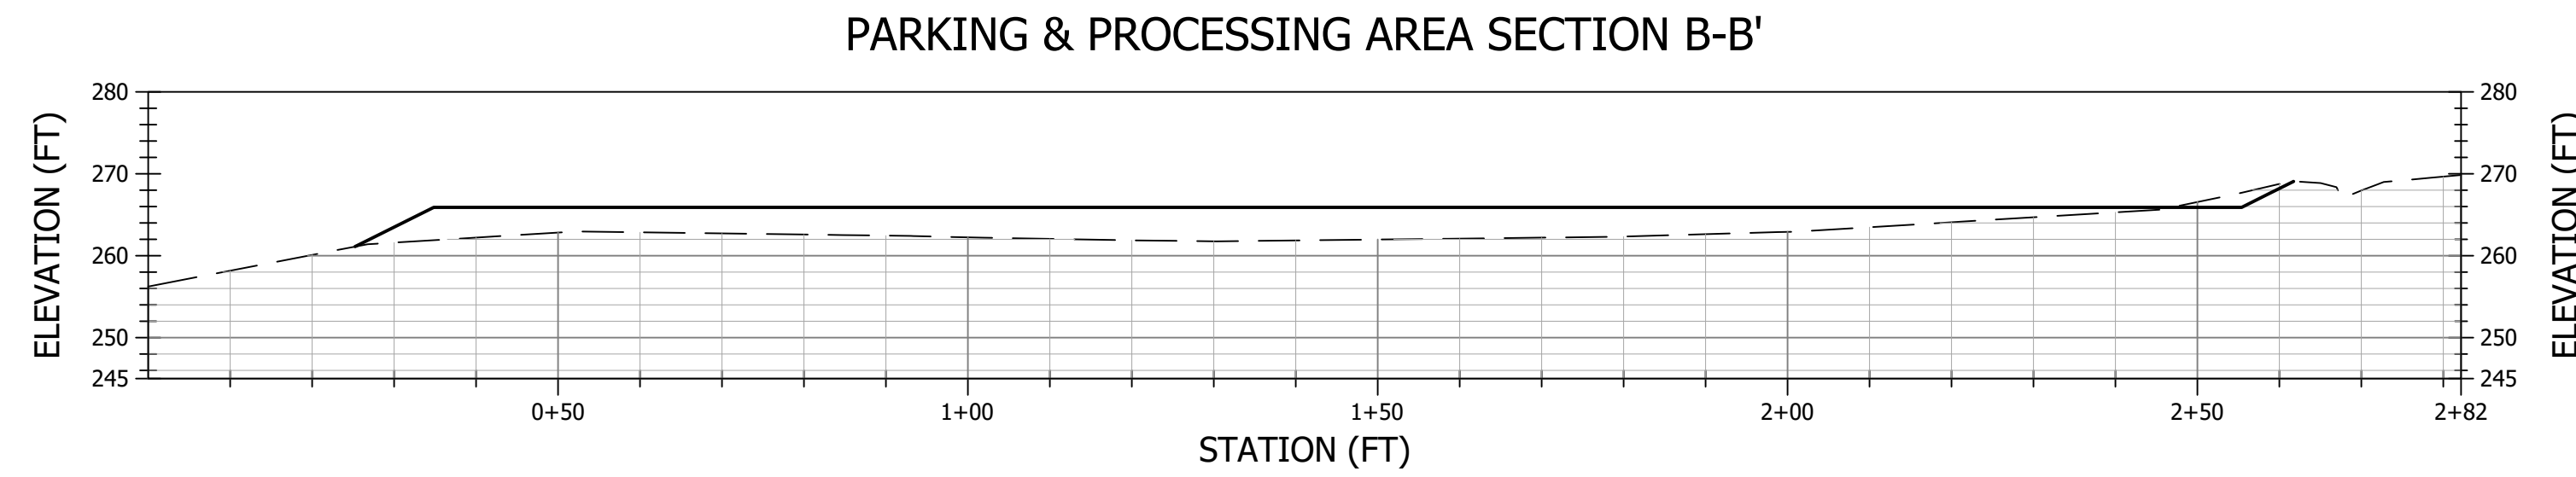 PARKING & PROCESSING AREA SECTION B-B'
280
270
260
250
245
ELEVATION (FT)
280
270
260
250
245
ELEVATION (FT)
0+50 1+00 1+50 2+00 2+50 2+82
STATION (FT)